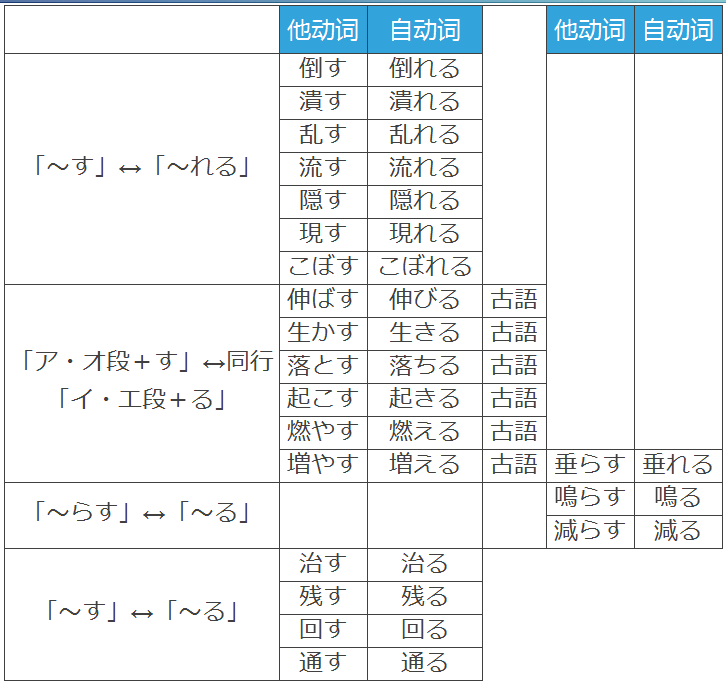 他动词 自动词 他动词 自动词
「～す」↔「～れる」
倒す 倒れる
潰す 潰れる
乱す 乱れる
流す 流れる
隠す 隠れる
現す 現れる
こぼす こぼれる
「ア・オ段＋す」↔同行
「イ・エ段＋る」
伸ばす 伸びる 古語
生かす 生きる 古語
落とす 落ちる 古語
起こす 起きる 古語
燃やす 燃える 古語
増やす 増える 古語 垂らす 垂れる
「～らす」↔「～る」
鳴らす 鳴る
減らす 減る
「～す」↔「～る」
治す 治る
残す 残る
回す 回る
通す 通る